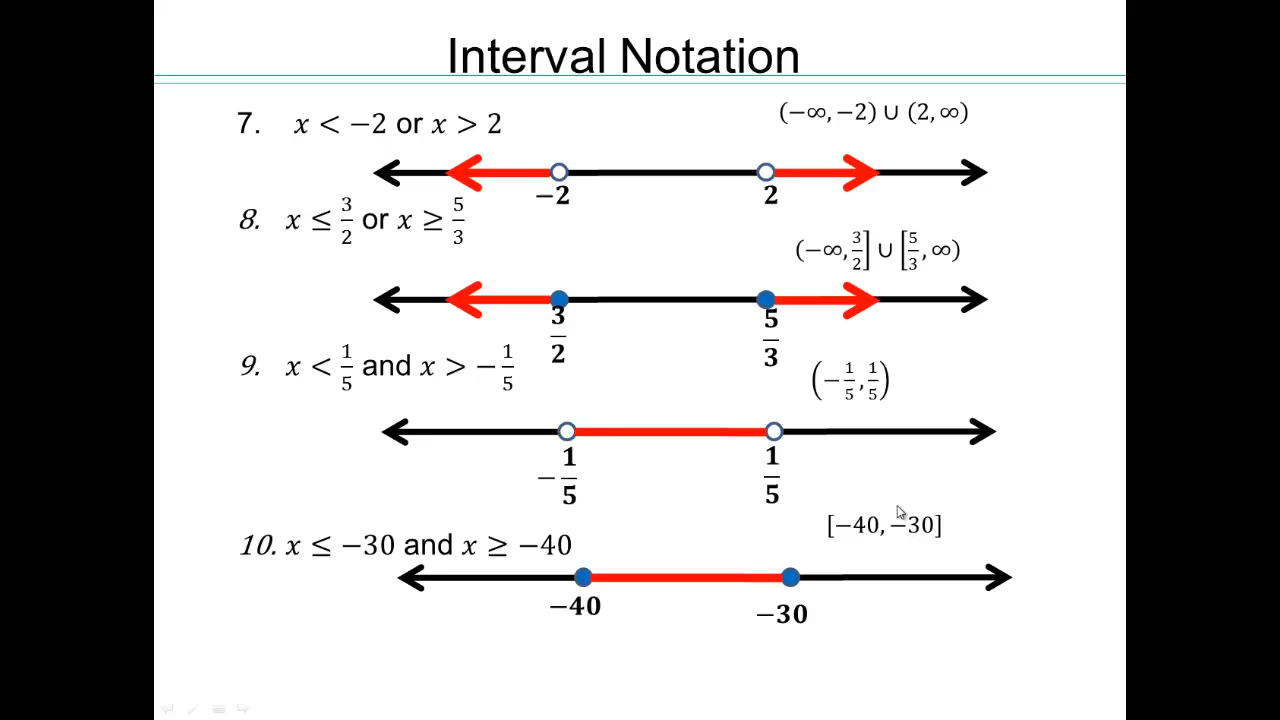 Interval Notation
7. x < −2 or x > 2
(−∞, −2) ∪ (2, ∞)
−2 2
8. x ≤ 3/2 or x ≥ 5/3
(−∞, 3/2] ∪ [5/3, ∞)
3/2 5/3
9. x < 1/5 and x > −1/5
(−1/5, 1/5)
−1/5 1/5
10. x ≤ −30 and x ≥ −40
[−40, −30]
−40 −30